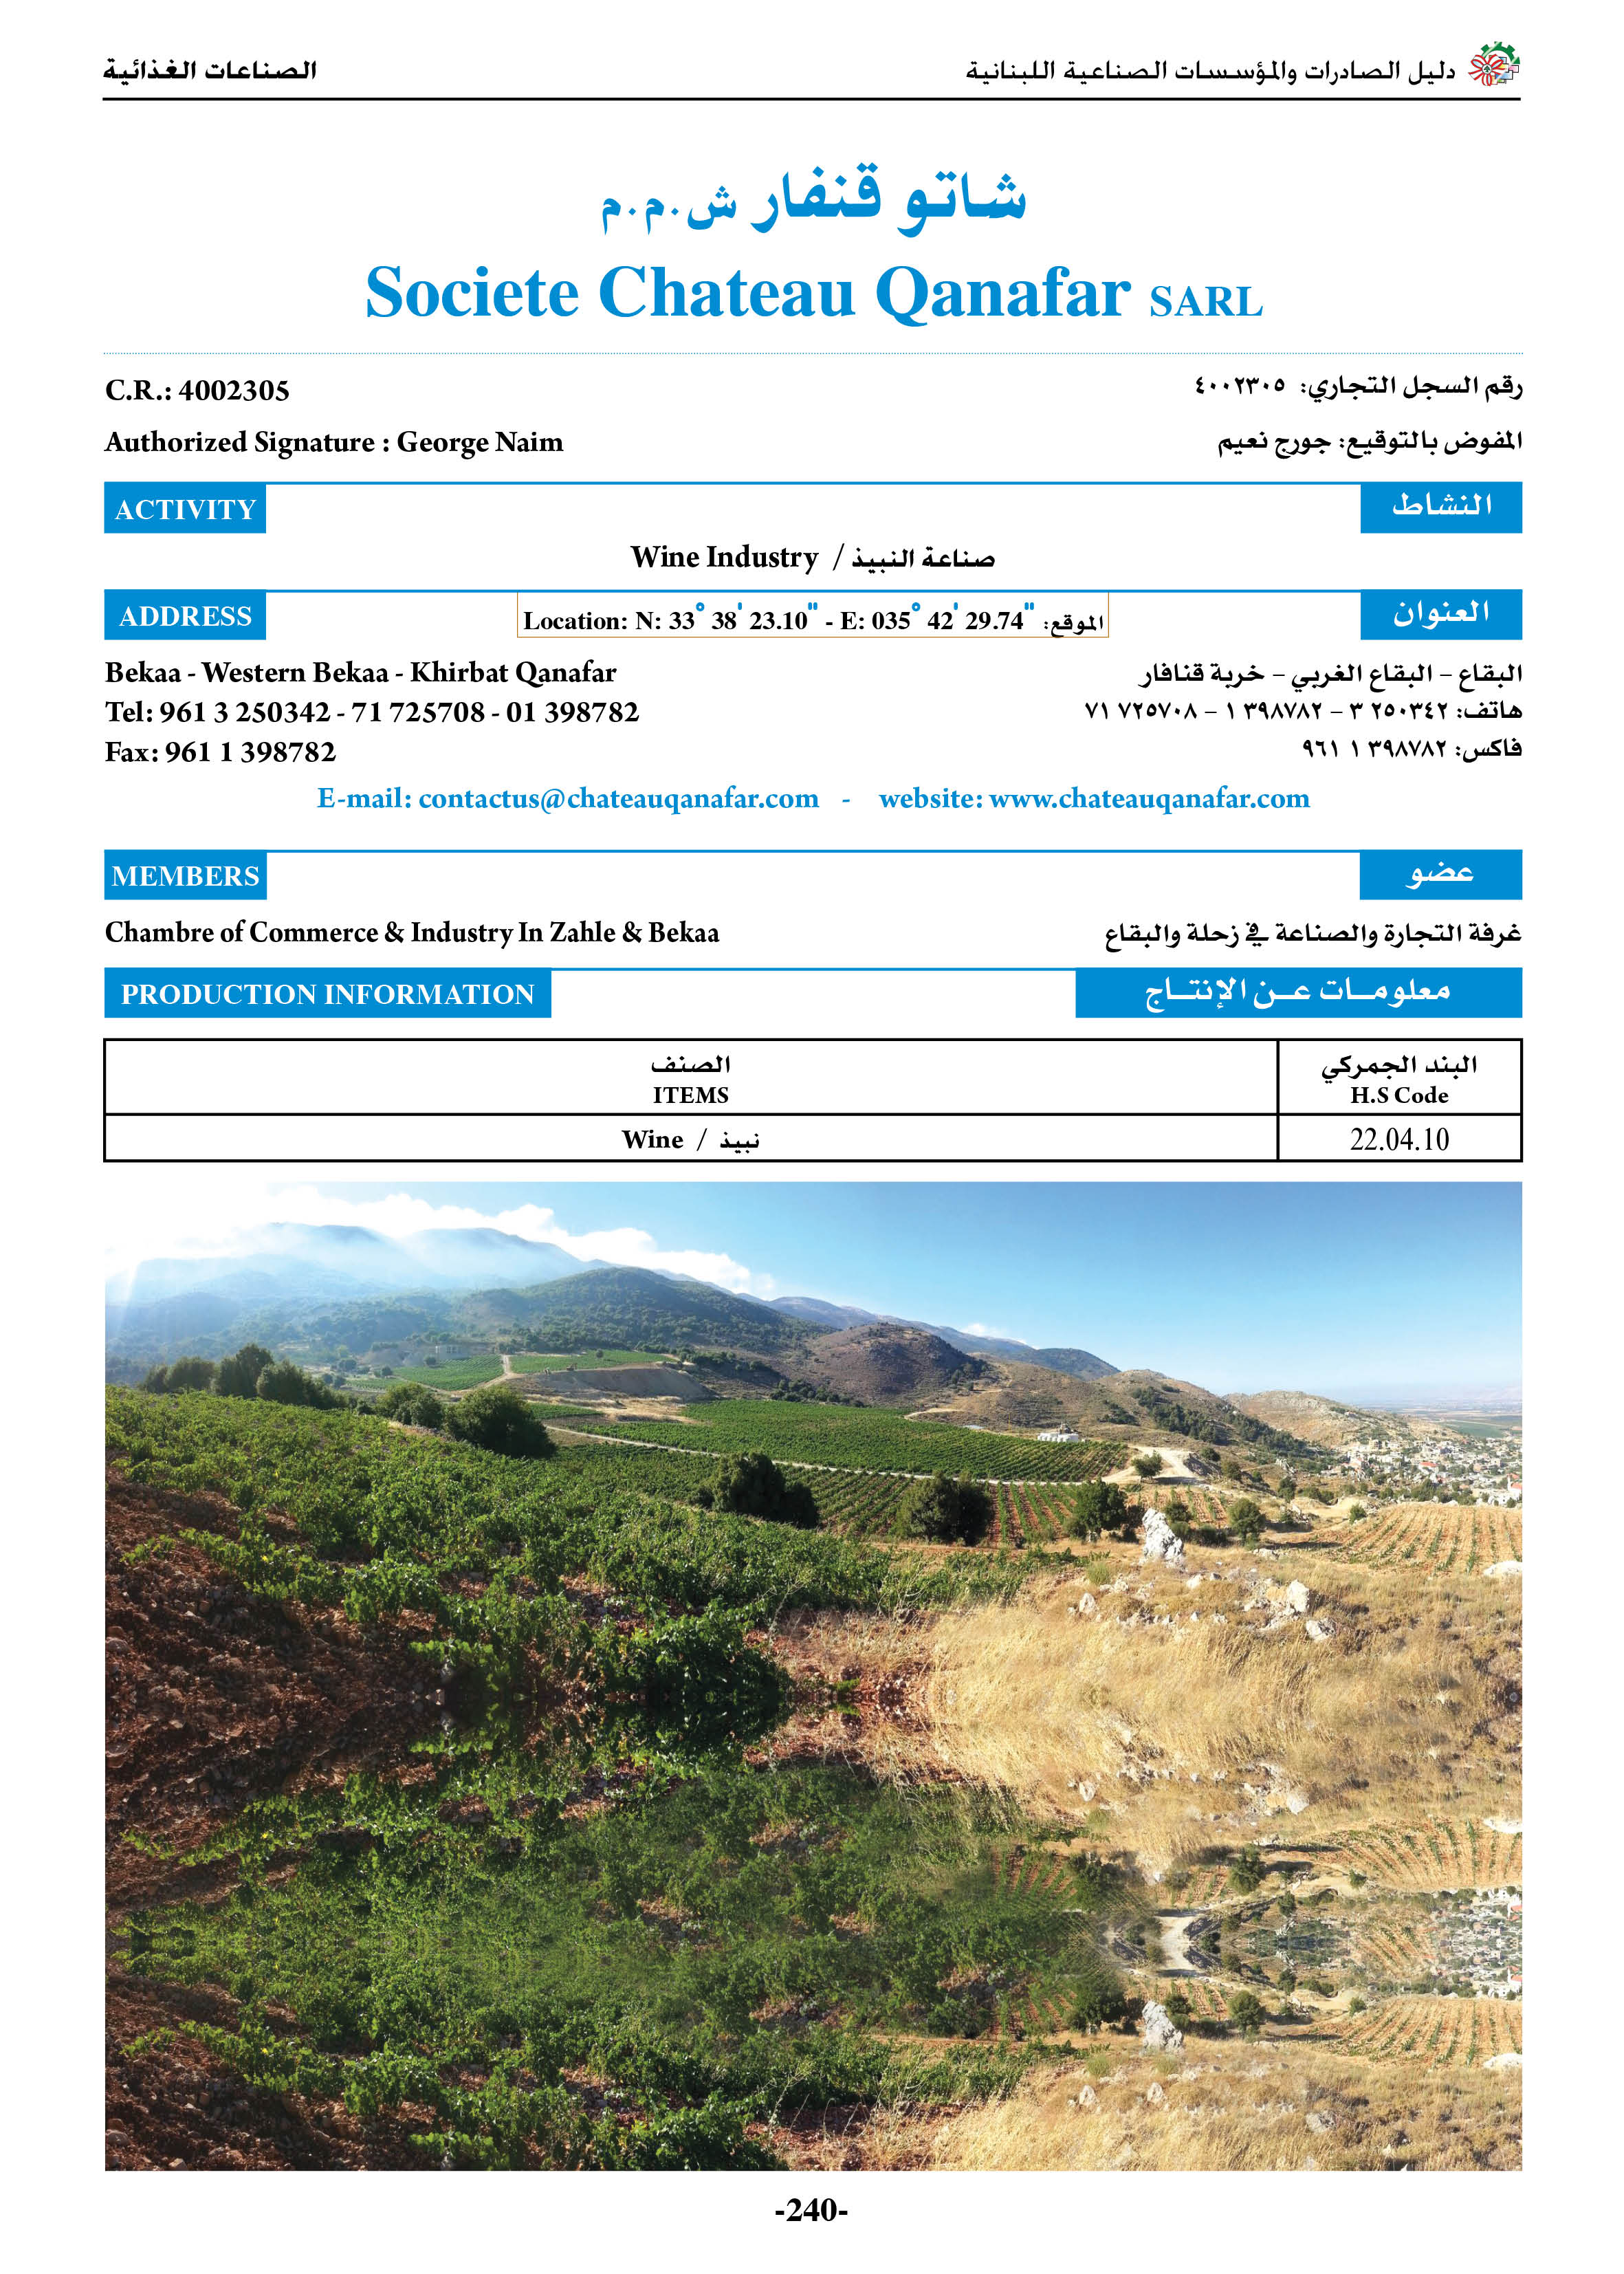 دليل الصادرات والمؤسسات الصناعية اللبنانية
الصناعات الغذائية
شاتو قنفار ش.م.م
Societe Chateau Qanafar SARL
C.R.: 4002305
رقم السجل التجاري: ٤٠٠٢٣٠٥
Authorized Signature : George Naim
المفوض بالتوقيع: جورج نعيم
ACTIVITY
النشاط
Wine Industry / صناعة النبيذ
ADDRESS
Location: N: 33° 38' 23.10" - E: 035° 42' 29.74" الموقع:
العنوان
Bekaa - Western Bekaa - Khirbat Qanafar
البقاع – البقاع الغربي – خربة قنافار
Tel: 961 3 250342 - 71 725708 - 01 398782
هاتف: ٢٥٠٣٤٢ ٣ – ٣٩٨٧٨٢ ١ – ٧٢٥٧٠٨ ٧١
Fax: 961 1 398782
فاكس: ٣٩٨٧٨٢ ١ ٩٦١
E-mail: contactus@chateauqanafar.com - website: www.chateauqanafar.com
MEMBERS
عضو
Chambre of Commerce & Industry In Zahle & Bekaa
غرفة التجارة والصناعة في زحلة والبقاع
PRODUCTION INFORMATION
معلومــات عــن الإنتــاج
الصنف
ITEMS
البند الجمركي
H.S Code
Wine / نبيذ
22.04.10
-240-